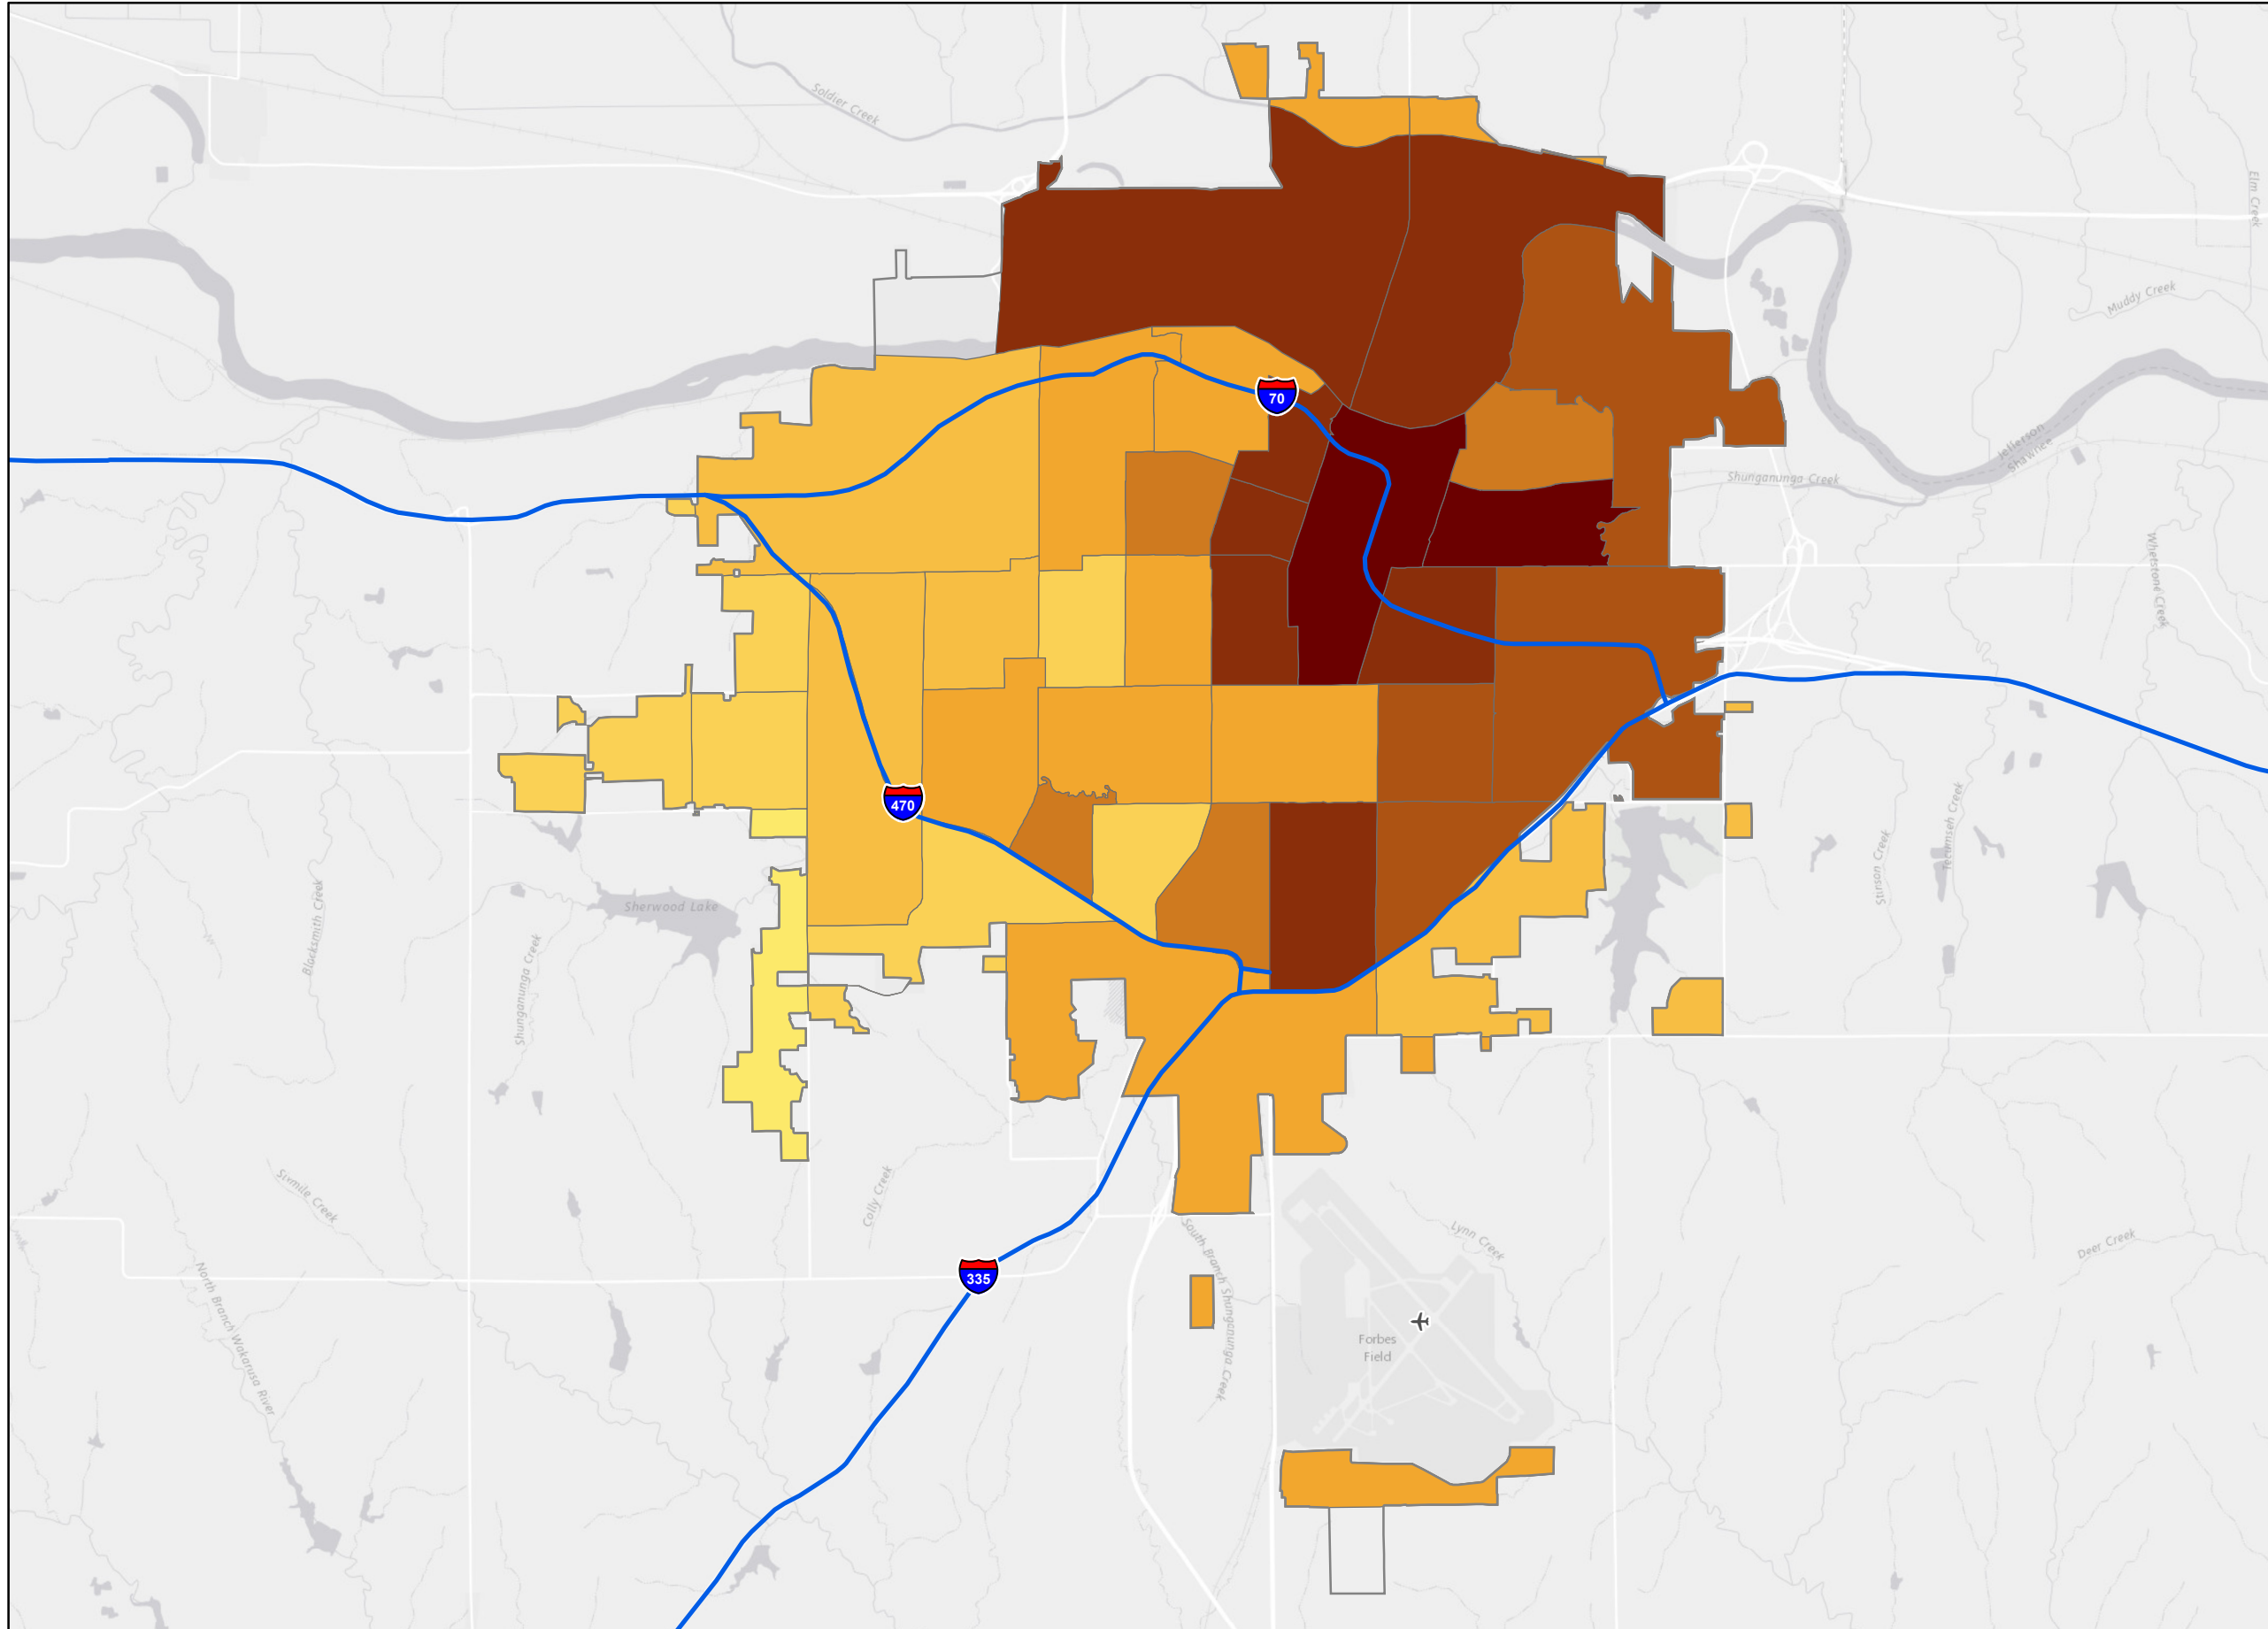 Soldier Creek
Elm Creek
Muddy Creek
70
Jefferson
Shawnee
Shunganunga Creek
Whetstone Creek
470
Tecumseh Creek
Stinson Creek
Blacksmith Creek
Sherwood Lake
Shunganunga Creek
Sixmile Creek
Colly Creek
South Branch Shunganunga Creek
Lynn Creek
Deer Creek
North Branch Wakarusa River
335
Forbes
Field